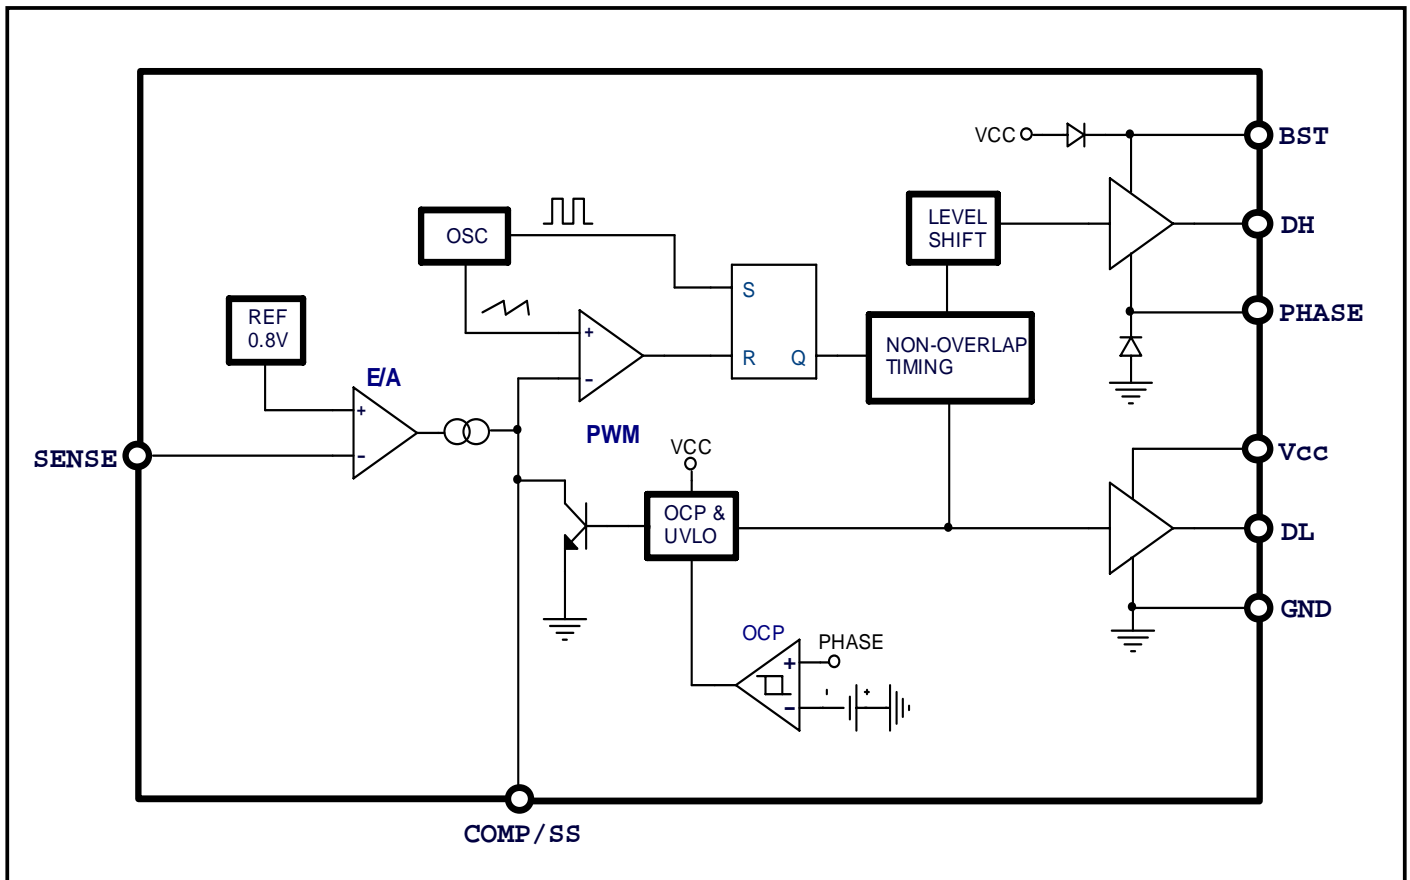 VCC
BST
LEVEL
SHIFT
DH
OSC
S
REF
0.8V
PHASE
+
NON-OVERLAP
TIMING
R
Q
E/A
-
+
PWM
VCC
SENSE
-
Vcc
OCP &
UVLO
DL
GND
OCP
PHASE
+
-
+
-
COMP/SS